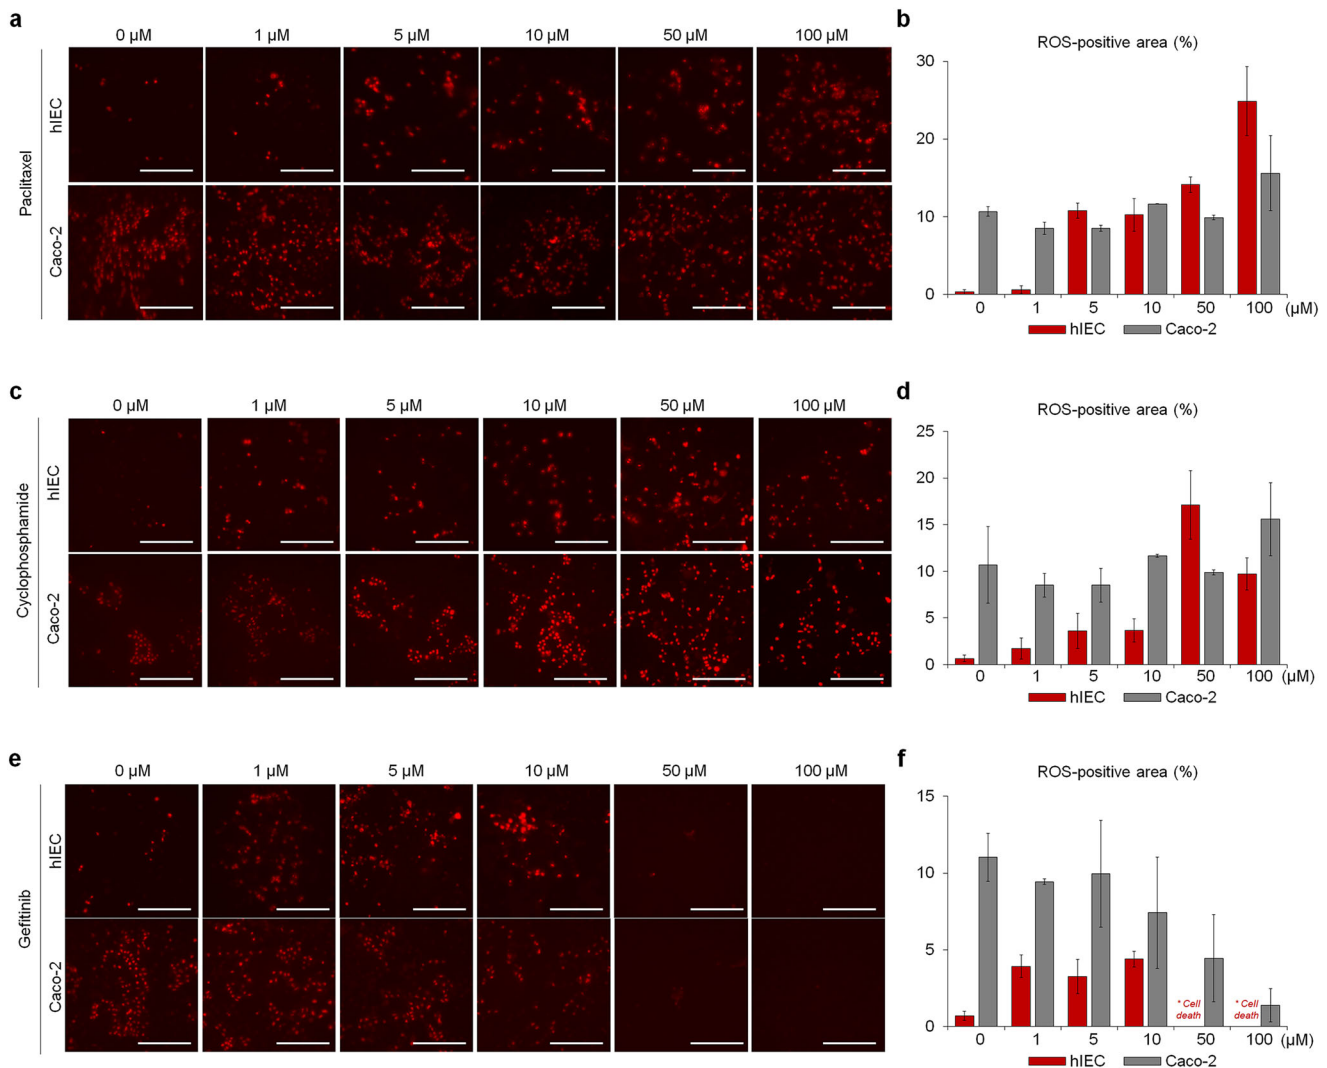 a
0 µM 1 µM 5 µM 10 µM 50 µM 100 µM
Paclitaxel
hIEC
Caco-2
b
ROS-positive area (%)
30
20
10
0
0 1 5 10 50 100 (µM)
hIEC Caco-2
c
0 µM 1 µM 5 µM 10 µM 50 µM 100 µM
Cyclophosphamide
hIEC
Caco-2
d
ROS-positive area (%)
25
20
15
10
5
0
0 1 5 10 50 100 (µM)
hIEC Caco-2
e
0 µM 1 µM 5 µM 10 µM 50 µM 100 µM
Gefitinib
hIEC
Caco-2
f
ROS-positive area (%)
15
10
5
0
* Cell
death
* Cell
death
0 1 5 10 50 100 (µM)
hIEC Caco-2